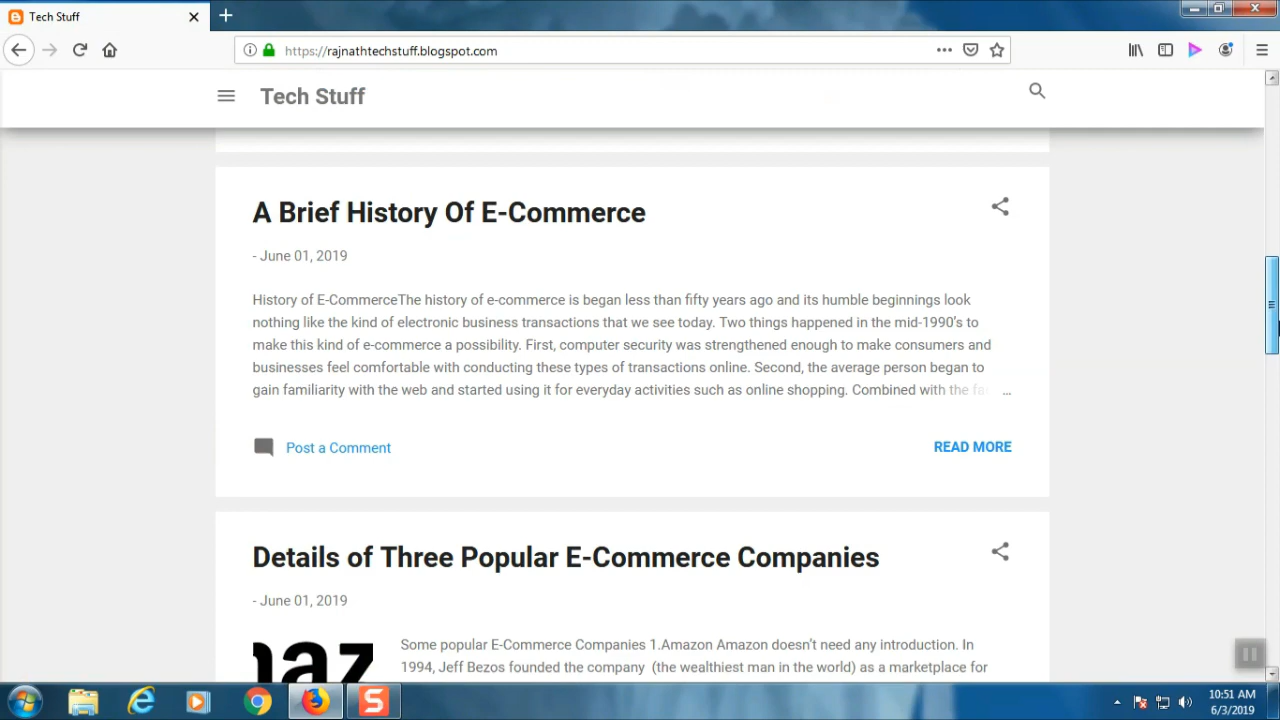 Tech Stuff
https://rajnathtechstuff.blogspot.com
Tech Stuff
A Brief History Of E-Commerce
- June 01, 2019
History of E-CommerceThe history of e-commerce is began less than fifty years ago and its humble beginnings look
nothing like the kind of electronic business transactions that we see today. Two things happened in the mid-1990's to
make this kind of e-commerce a possibility. First, computer security was strengthened enough to make consumers and
businesses feel comfortable with conducting these types of transactions online. Second, the average person began to
gain familiarity with the web and started using it for everyday activities such as online shopping. Combined with the fa ...
Post a Comment
READ MORE
Details of Three Popular E-Commerce Companies
- June 01, 2019
Some popular E-Commerce Companies 1.Amazon Amazon doesn't need any introduction. In
1994, Jeff Bezos founded the company (the wealthiest man in the world) as a marketplace for
10:51 AM
6/3/2019